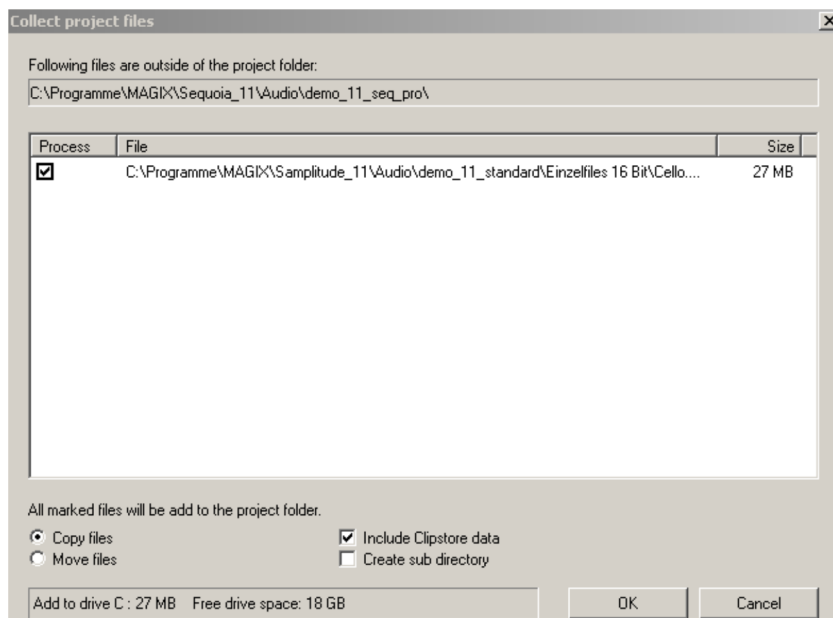 Collect project files
Following files are outside of the project folder:
C:\Programme\MAGIX\Sequoia_11\Audio\demo_11_seq_pro\
Process File Size
C:\Programme\MAGIX\Samplitude_11\Audio\demo_11_standard\Einzelfiles 16 Bit\Cello.... 27 MB
All marked files will be add to the project folder.
Copy files Include Clipstore data
Move files Create sub directory
Add to drive C : 27 MB Free drive space: 18 GB OK Cancel